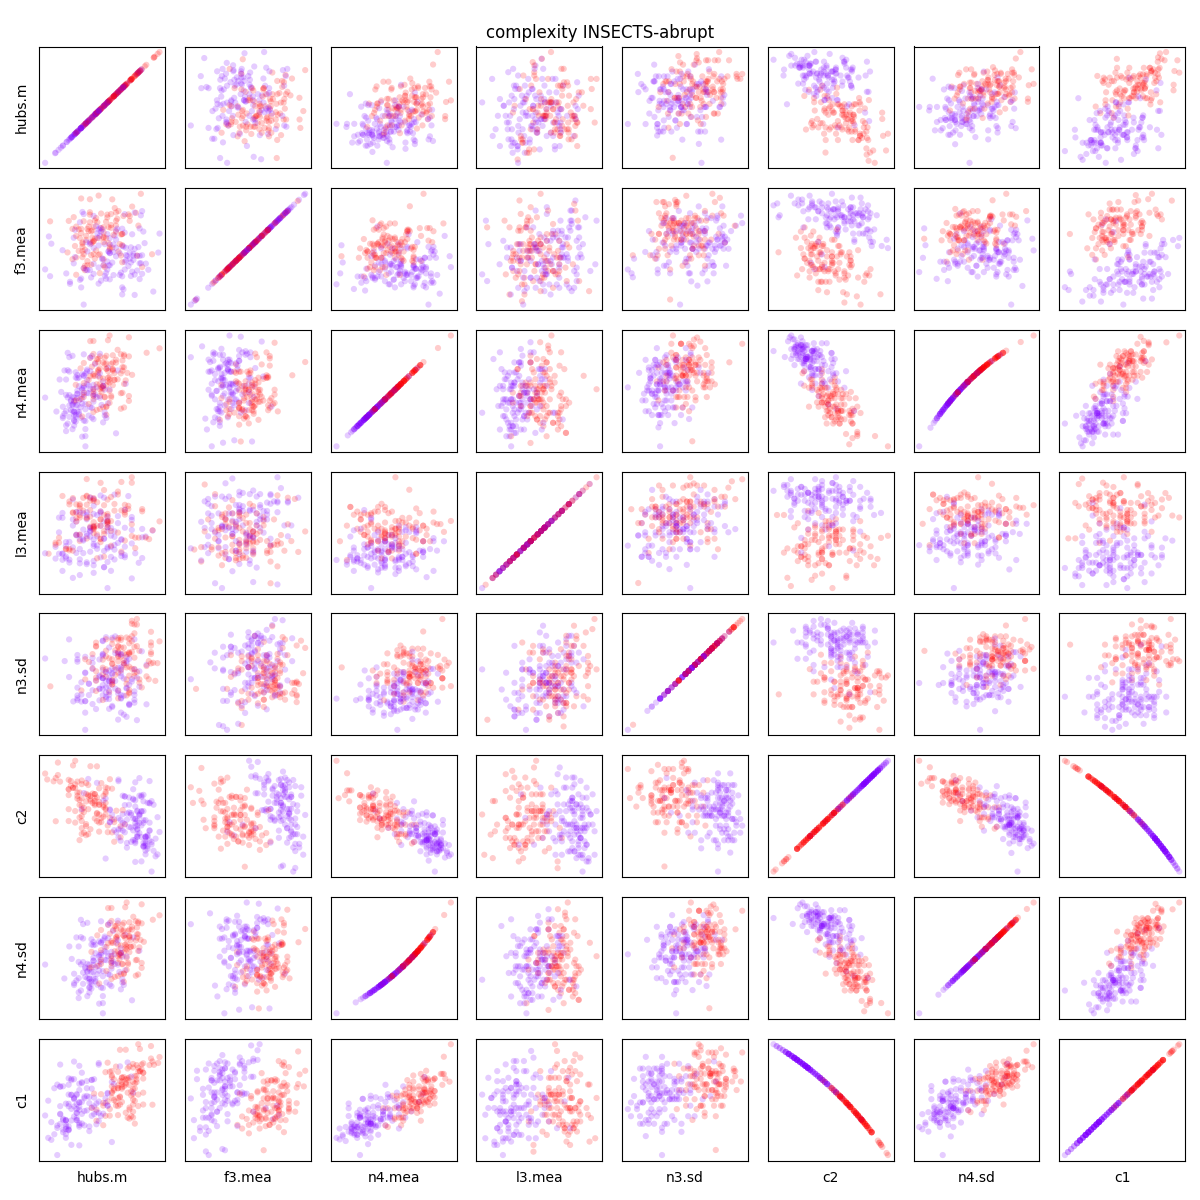 complexity INSECTS-abrupt
hubs.m
f3.mea
n4.mea
l3.mea
n3.sd
c2
n4.sd
c1
hubs.m f3.mea n4.mea l3.mea n3.sd c2 n4.sd c1